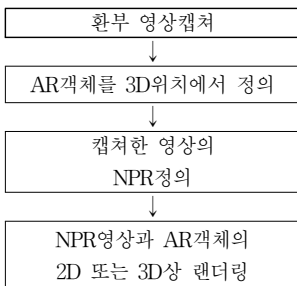 환부 영상캡쳐
AR객체를 3D위치에서 정의
캡쳐한 영상의
NPR정의
NPR영상과 AR객체의
2D 또는 3D상 랜더링